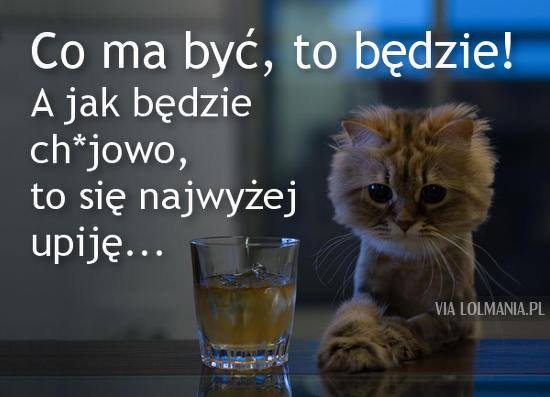 Co ma być, to będzie!
A jak będzie
ch*jowo,
to się najwyżej
upiję...
VIA LOLMANIA.PL